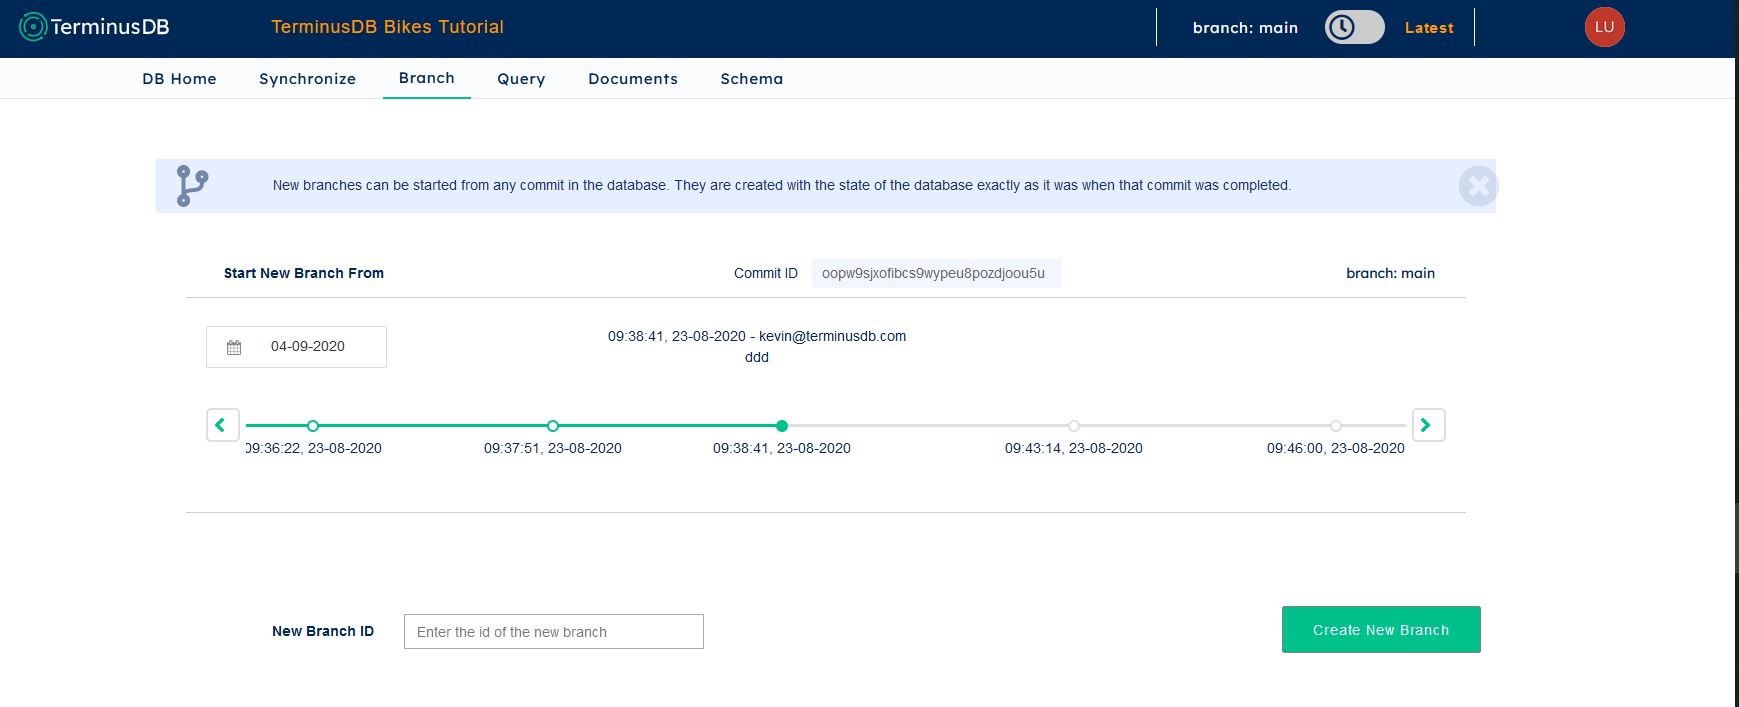 TerminusDB
TerminusDB Bikes Tutorial
branch: main
Latest
LU
DB Home
Synchronize
Branch
Query
Documents
Schema
New branches can be started from any commit in the database. They are created with the state of the database exactly as it was when that commit was completed.
Start New Branch From
Commit ID
oopw9sjxofibcs9wypeu8pozdjoou5u
branch: main
04-09-2020
09:38:41, 23-08-2020 - kevin@terminusdb.com
ddd
09:36:22, 23-08-2020
09:37:51, 23-08-2020
09:38:41, 23-08-2020
09:43:14, 23-08-2020
09:46:00, 23-08-2020
New Branch ID
Enter the id of the new branch
Create New Branch